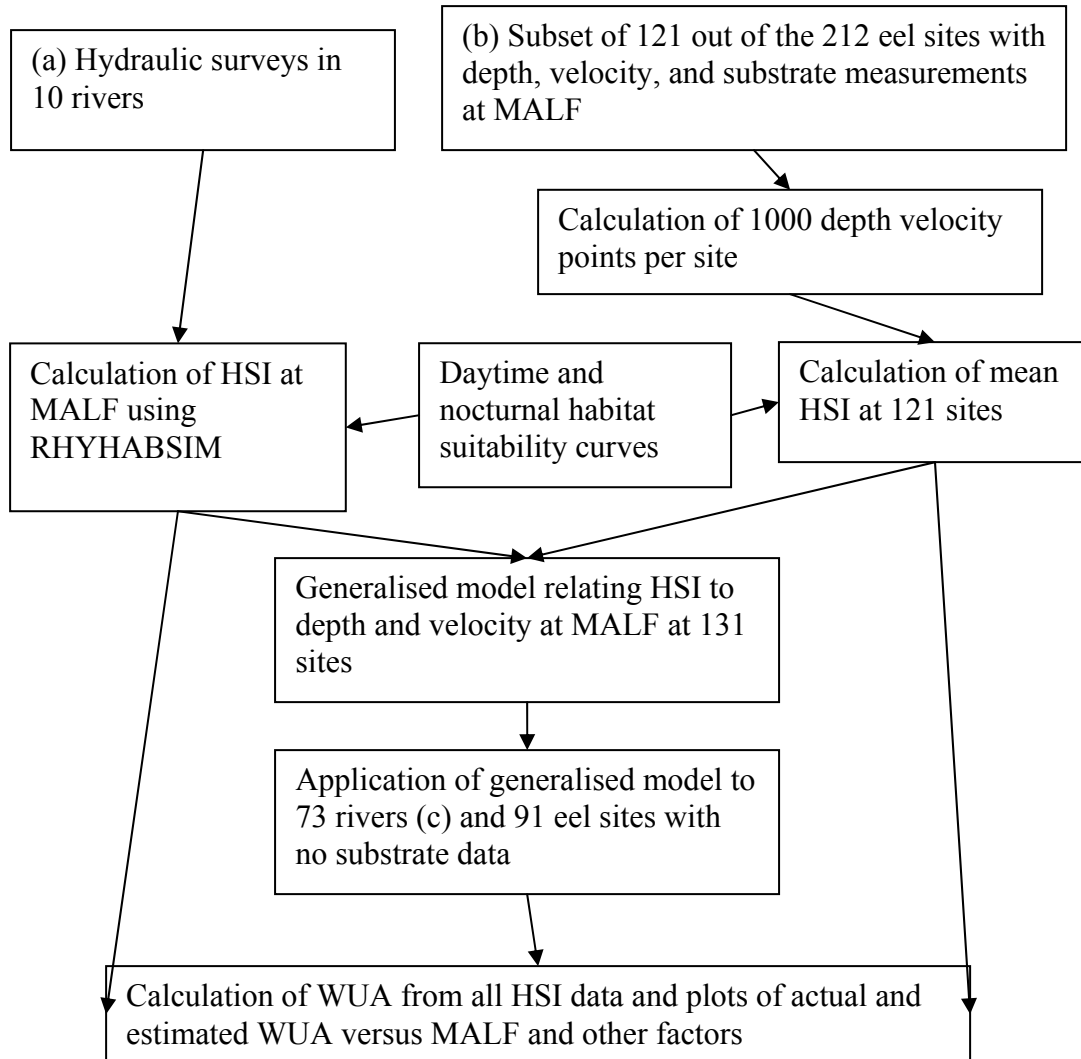 (a) Hydraulic surveys in
10 rivers
(b) Subset of 121 out of the 212 eel sites with
depth, velocity, and substrate measurements
at MALF
Calculation of 1000 depth velocity
points per site
Calculation of HSI at
MALF using
RHYHABSIM
Daytime and
nocturnal habitat
suitability curves
Calculation of mean
HSI at 121 sites
Generalised model relating HSI to
depth and velocity at MALF at 131
sites
Application of generalised model to
73 rivers (c) and 91 eel sites with
no substrate data
Calculation of WUA from all HSI data and plots of actual and
estimated WUA versus MALF and other factors